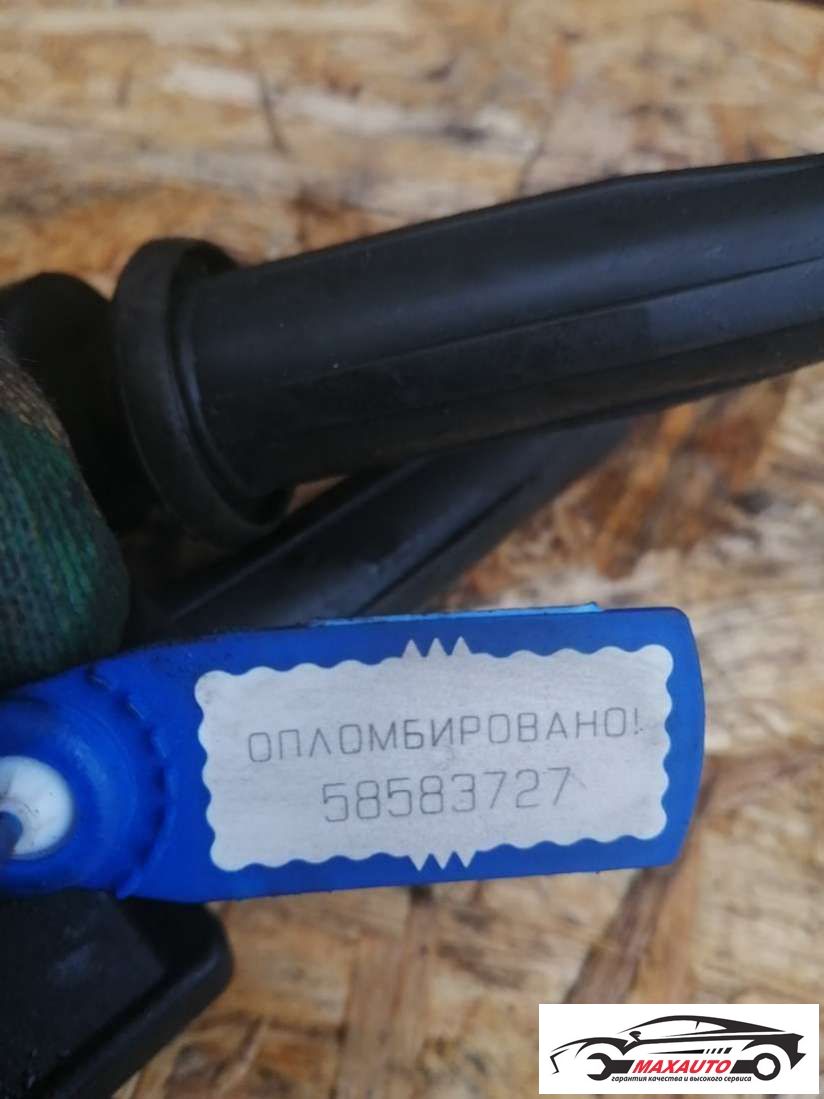 ОПЛОМБИРОВАНО!
58583727
MAXAUTO
гарантия качества и высокого сервиса